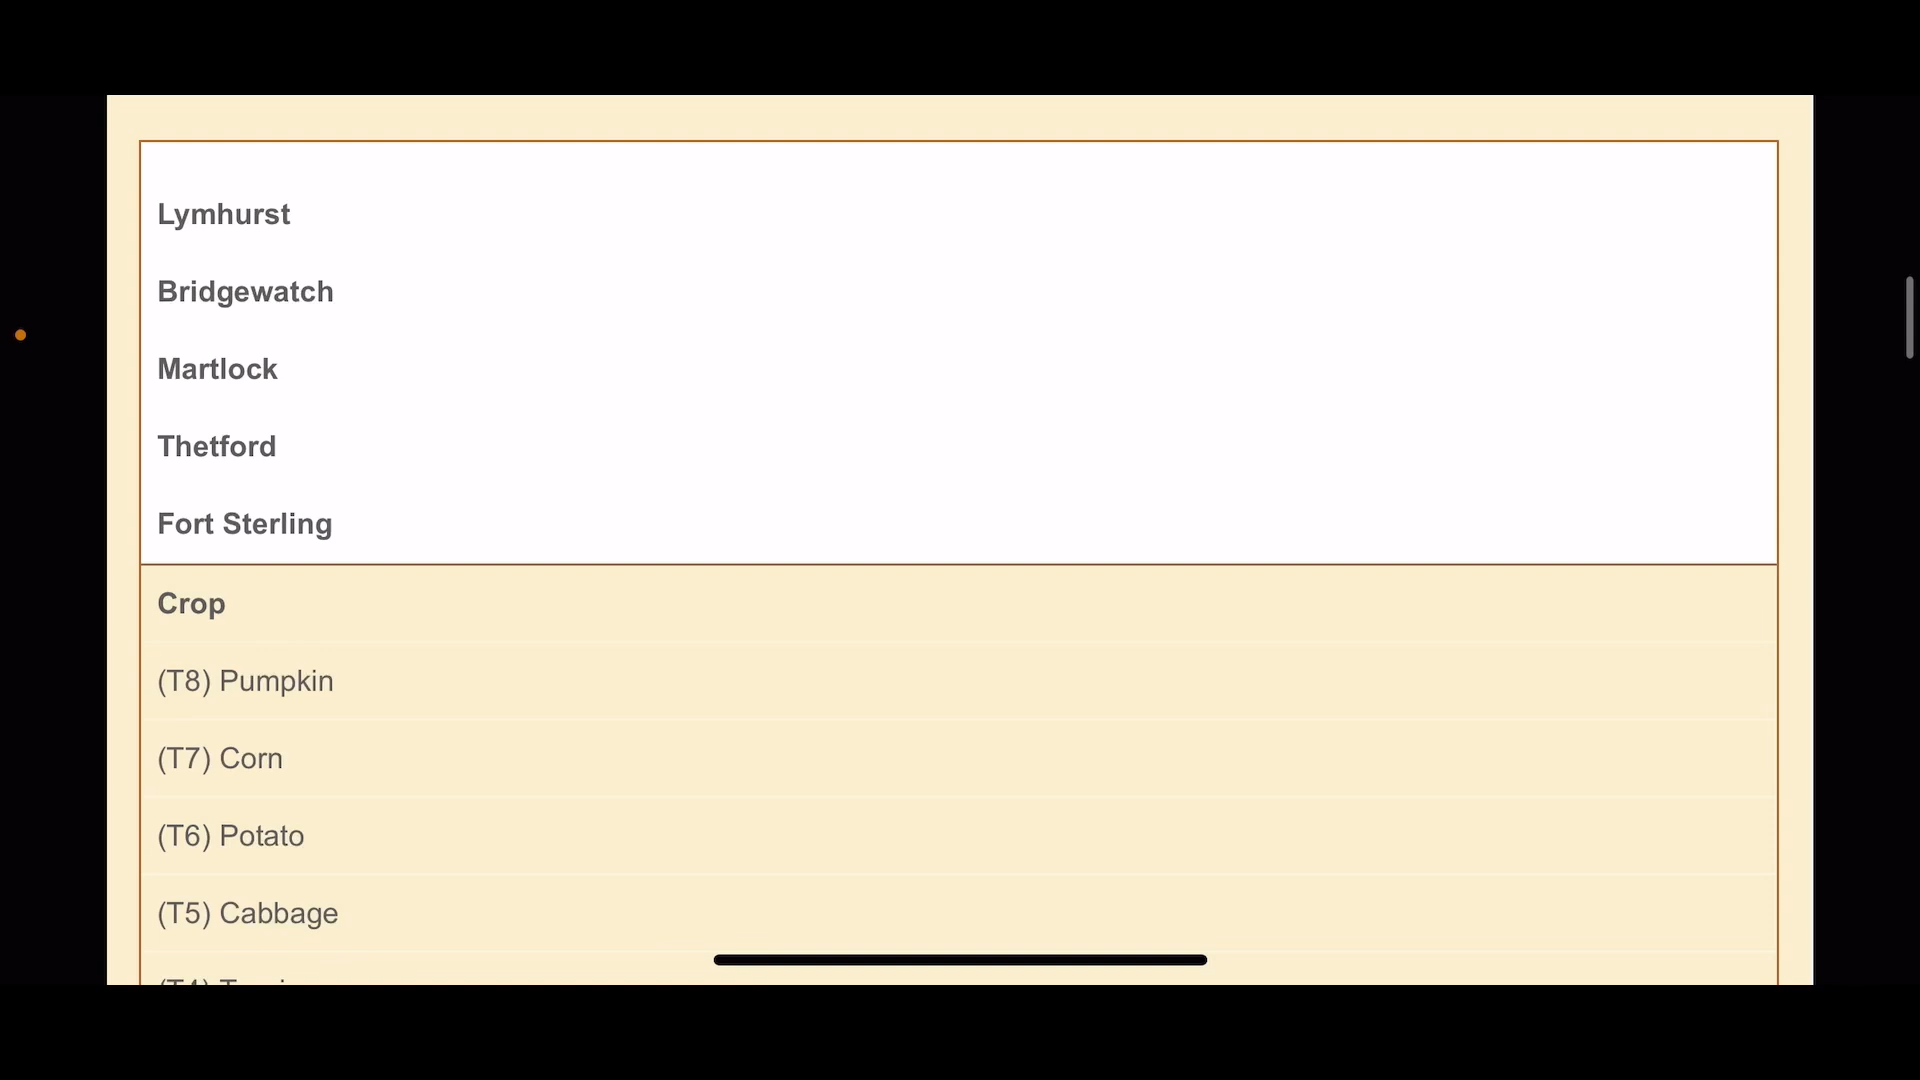 Lymhurst
Bridgewatch
Martlock
Thetford
Fort Sterling
Crop
(T8) Pumpkin
(T7) Corn
(T6) Potato
(T5) Cabbage